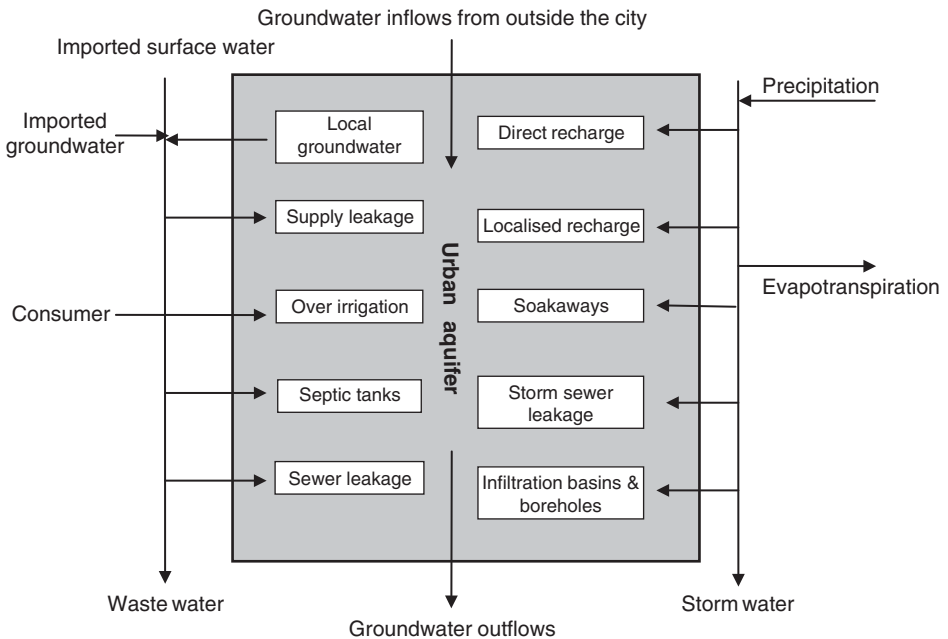 Groundwater inflows from outside the city
Imported surface water
Precipitation
Imported
groundwater
Local
groundwater
Direct recharge
Supply leakage
Localised recharge
Urban aquifer
Evapotranspiration
Consumer
Over irrigation
Soakaways
Septic tanks
Storm sewer
leakage
Sewer leakage
Infiltration basins &
boreholes
Waste water
Storm water
Groundwater outflows